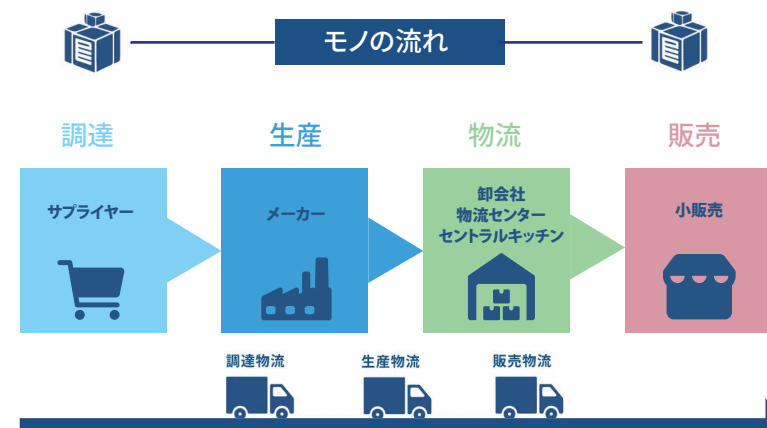 モノの流れ
調達
生産
物流
販売
サプライヤー
メーカー
卸会社
物流センター
セントラルキッチン
小販売
調達物流
生産物流
販売物流